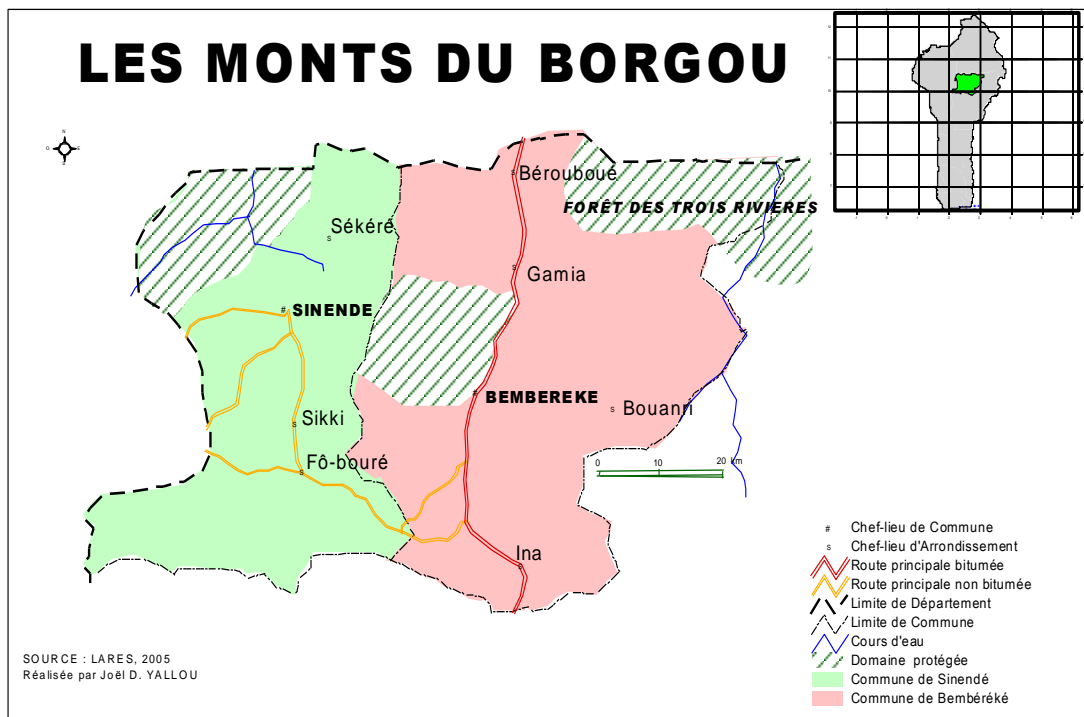 LES MONTS DU BORGOU
Bérouboué
FORÊT DES TROIS RIVIERES
Sékéré
Gamia
# SINENDE
# BEMBEREKE
Bouanri
Sikki
Fô-bouré
0 10 20 km
Ina
# Chef-lieu de Commune
s Chef-lieu d'Arrondissement
Route principale bitumée
Route principale non bitumée
Limite de Département
Limite de Commune
Cours d'eau
Domaine protégée
Commune de Sinendé
Commune de Bembéréké
SOURCE : LARES, 2005
Réalisée par Joël D. YALLOU